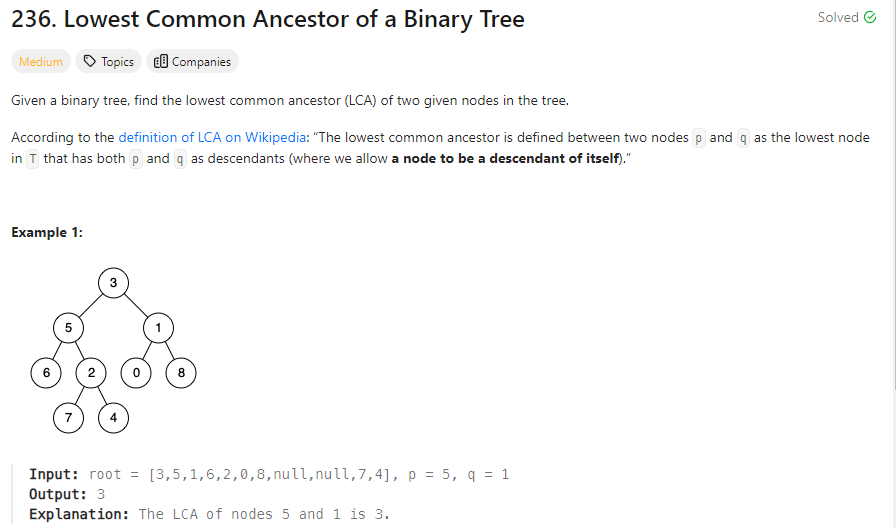 236. Lowest Common Ancestor of a Binary Tree
Solved
Medium Topics Companies
Given a binary tree, find the lowest common ancestor (LCA) of two given nodes in the tree.
According to the definition of LCA on Wikipedia: “The lowest common ancestor is defined between two nodes p and q as the lowest node
in T that has both p and q as descendants (where we allow a node to be a descendant of itself).”
Example 1:
3
5 1
6 2 0 8
7 4
Input: root = [3,5,1,6,2,0,8,null,null,7,4], p = 5, q = 1
Output: 3
Explanation: The LCA of nodes 5 and 1 is 3.